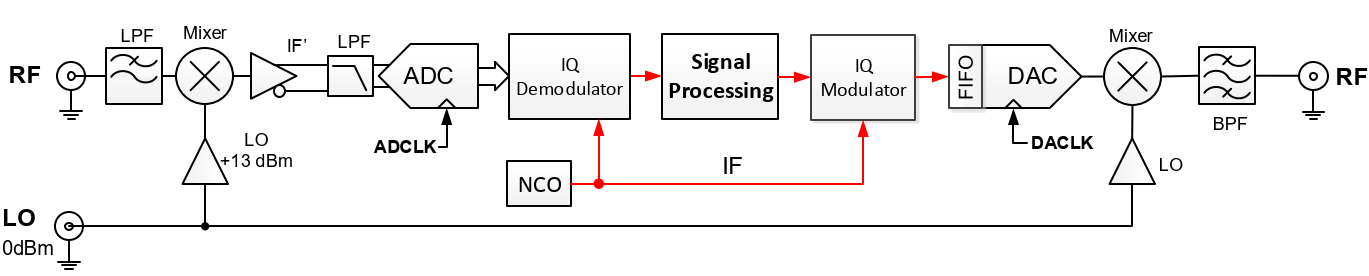 RF
LPF
Mixer
IF’
LPF
ADC
ADCLK
IQ
Demodulator
Signal
Processing
IQ
Modulator
FIFO
DAC
DACLK
Mixer
BPF
RF
LO
+13 dBm
NCO
IF
LO
LO
0dBm